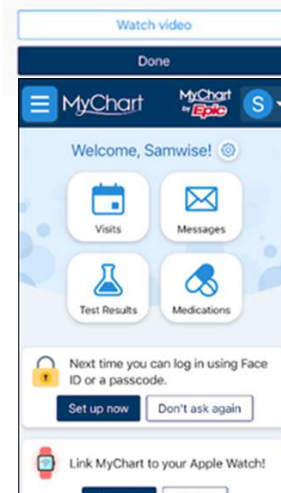 Watch video
Done
MyChart MyChart by Epic S
Welcome, Samwise!
Visits Messages
Test Results Medications
Next time you can log in using Face
ID or a passcode.
Set up now Don't ask again
Link MyChart to your Apple Watch!